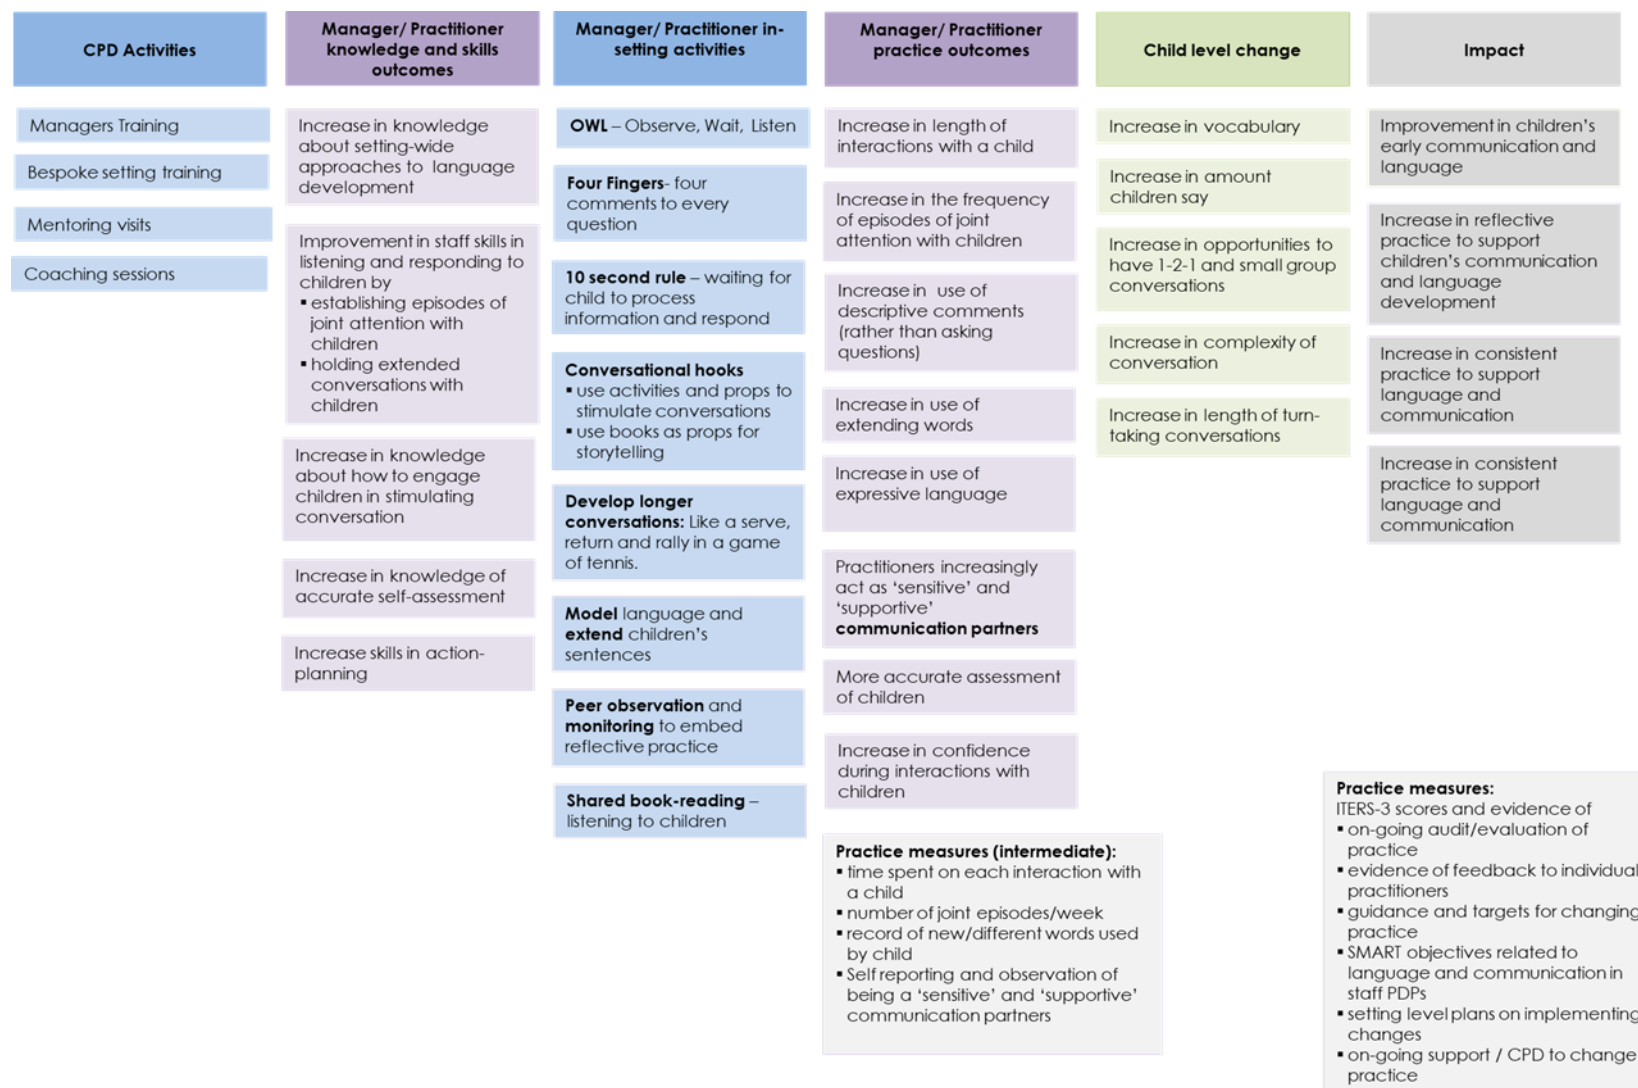 CPD Activities
Manager/ Practitioner
knowledge and skills
outcomes
Manager/ Practitioner in-
setting activities
Manager/ Practitioner
practice outcomes
Child level change
Impact
Managers Training
Bespoke setting training
Mentoring visits
Coaching sessions
Increase in knowledge
about setting-wide
approaches to language
development
Improvement in staff skills in
listening and responding to
children by
▪ establishing episodes of
joint attention with
children
▪ holding extended
conversations with
children
Increase in knowledge
about how to engage
children in stimulating
conversation
Increase in knowledge of
accurate self-assessment
Increase skills in action-
planning
OWL – Observe, Wait, Listen
Four Fingers- four
comments to every
question
10 second rule – waiting for
child to process
information and respond
Conversational hooks
▪ use activities and props to
stimulate conversations
▪ use books as props for
storytelling
Develop longer
conversations: Like a serve,
return and rally in a game
of tennis.
Model language and
extend children's
sentences
Peer observation and
monitoring to embed
reflective practice
Shared book-reading –
listening to children
Increase in length of
interactions with a child
Increase in the frequency
of episodes of joint
attention with children
Increase in use of
descriptive comments
(rather than asking
questions)
Increase in use of
extending words
Increase in use of
expressive language
Practitioners increasingly
act as 'sensitive' and
'supportive'
communication partners
More accurate assessment
of children
Increase in confidence
during interactions with
children
Practice measures (intermediate):
▪ time spent on each interaction with
a child
▪ number of joint episodes/week
▪ record of new/different words used
by child
▪ Self reporting and observation of
being a 'sensitive' and 'supportive'
communication partners
Increase in vocabulary
Increase in amount
children say
Increase in opportunities to
have 1-2-1 and small group
conversations
Increase in complexity of
conversation
Increase in length of turn-
taking conversations
Improvement in children's
early communication and
language
Increase in reflective
practice to support
children's communication
and language
development
Increase in consistent
practice to support
language and
communication
Increase in consistent
practice to support
language and
communication
Practice measures:
ITERS-3 scores and evidence of
▪ on-going audit/evaluation of
practice
▪ evidence of feedback to individual
practitioners
▪ guidance and targets for changing
practice
▪ SMART objectives related to
language and communication in
staff PDPs
▪ setting level plans on implementing
changes
▪ on-going support / CPD to change
practice